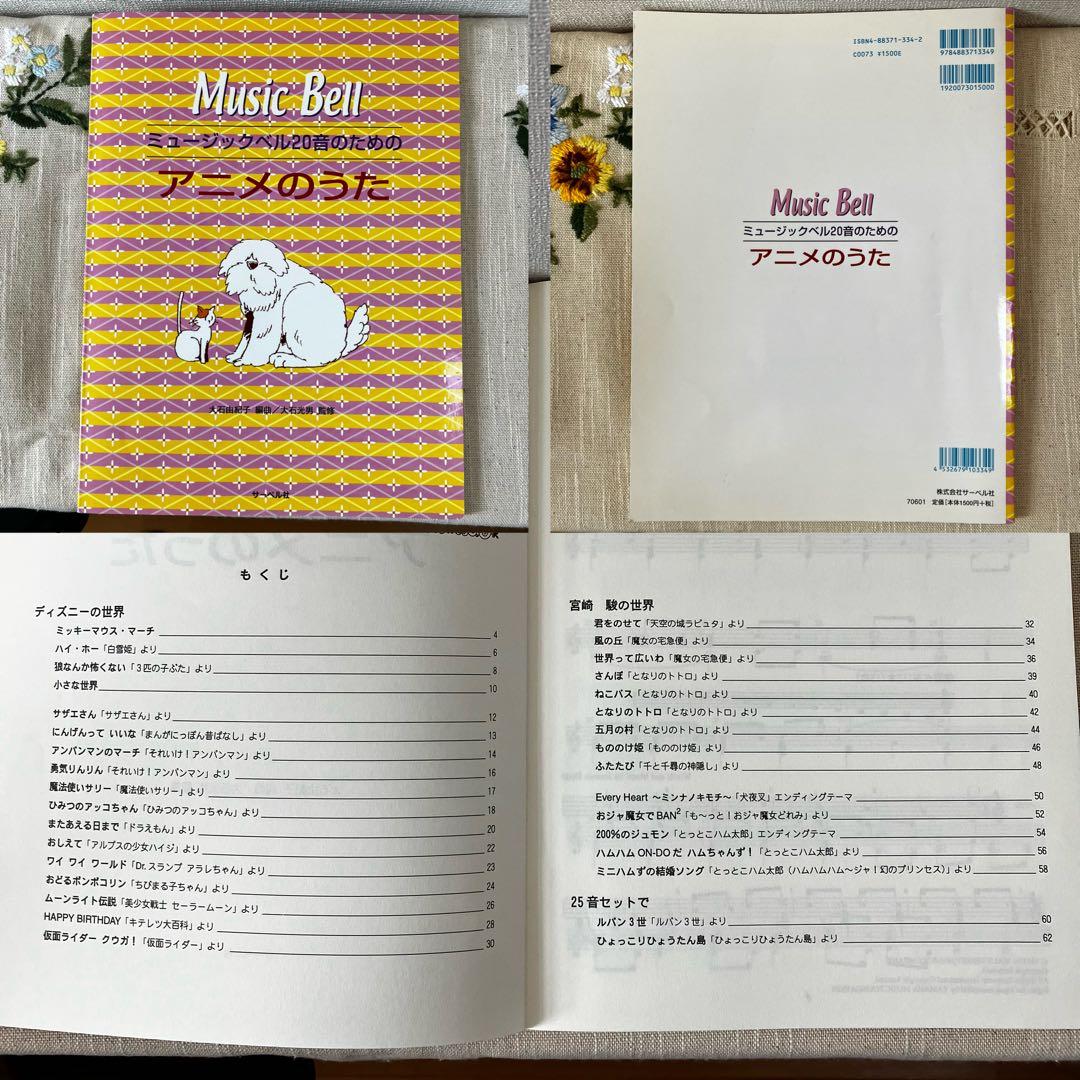 Music Bell
ミュージックベル20音のための
アニメのうた
大石由紀子 編曲／大石光男 監修
サーベル社
ISBN4-88371-334-2
C0073 ¥1500E
9784883713349
1920073015000
Music Bell
ミュージックベル20音のための
アニメのうた
4 532679 103349
株式会社サーベル社
70601 定価[本体1500円+税]
もくじ
ディズニーの世界
ミッキーマウス・マーチ 4
ハイ・ホー「白雪姫」より 6
狼なんか怖くない「3匹の子ぶた」より 8
小さな世界 10
サザエさん「サザエさん」より 12
にんげんって いいな「まんがにっぽん昔ばなし」より 13
アンパンマンのマーチ「それいけ！アンパンマン」より 14
勇気りんりん「それいけ！アンパンマン」より 16
魔法使いサリー「魔法使いサリー」より 17
ひみつのアッコちゃん「ひみつのアッコちゃん」より 18
またあえる日まで「ドラえもん」より 20
おしえて「アルプスの少女ハイジ」より 22
ワイ ワイ ワールド「Dr.スランプ アラレちゃん」より 23
おどるポンポコリン「ちびまる子ちゃん」より 24
ムーンライト伝説「美少女戦士 セーラームーン」より 26
HAPPY BIRTHDAY「キテレツ大百科」より 28
仮面ライダー クウガ！「仮面ライダー」より 30
宮崎 駿の世界
君をのせて「天空の城ラピュタ」より 32
風の丘「魔女の宅急便」より 34
世界って広いわ「魔女の宅急便」より 36
さんぽ「となりのトトロ」より 39
ねこバス「となりのトトロ」より 40
となりのトトロ「となりのトトロ」より 42
五月の村「となりのトトロ」より 44
もののけ姫「もののけ姫」より 46
ふたたび「千と千尋の神隠し」より 48
Every Heart ～ミンナノキモチ～「犬夜叉」エンディングテーマ 50
おジャ魔女でBAN²「も～っと！おジャ魔女どれみ」より 52
200%のジュモン「とっとこハム太郎」エンディングテーマ 54
ハムハムON-DOだ ハムちゃんず！「とっとこハム太郎」より 56
ミニハムずの結婚ソング「とっとこハム太郎（ハムハムハム～ジャ！幻のプリンセス）」より 58
25音セットで
ルパン3世「ルパン3世」より 60
ひょっこりひょうたん島「ひょっこりひょうたん島」より 62